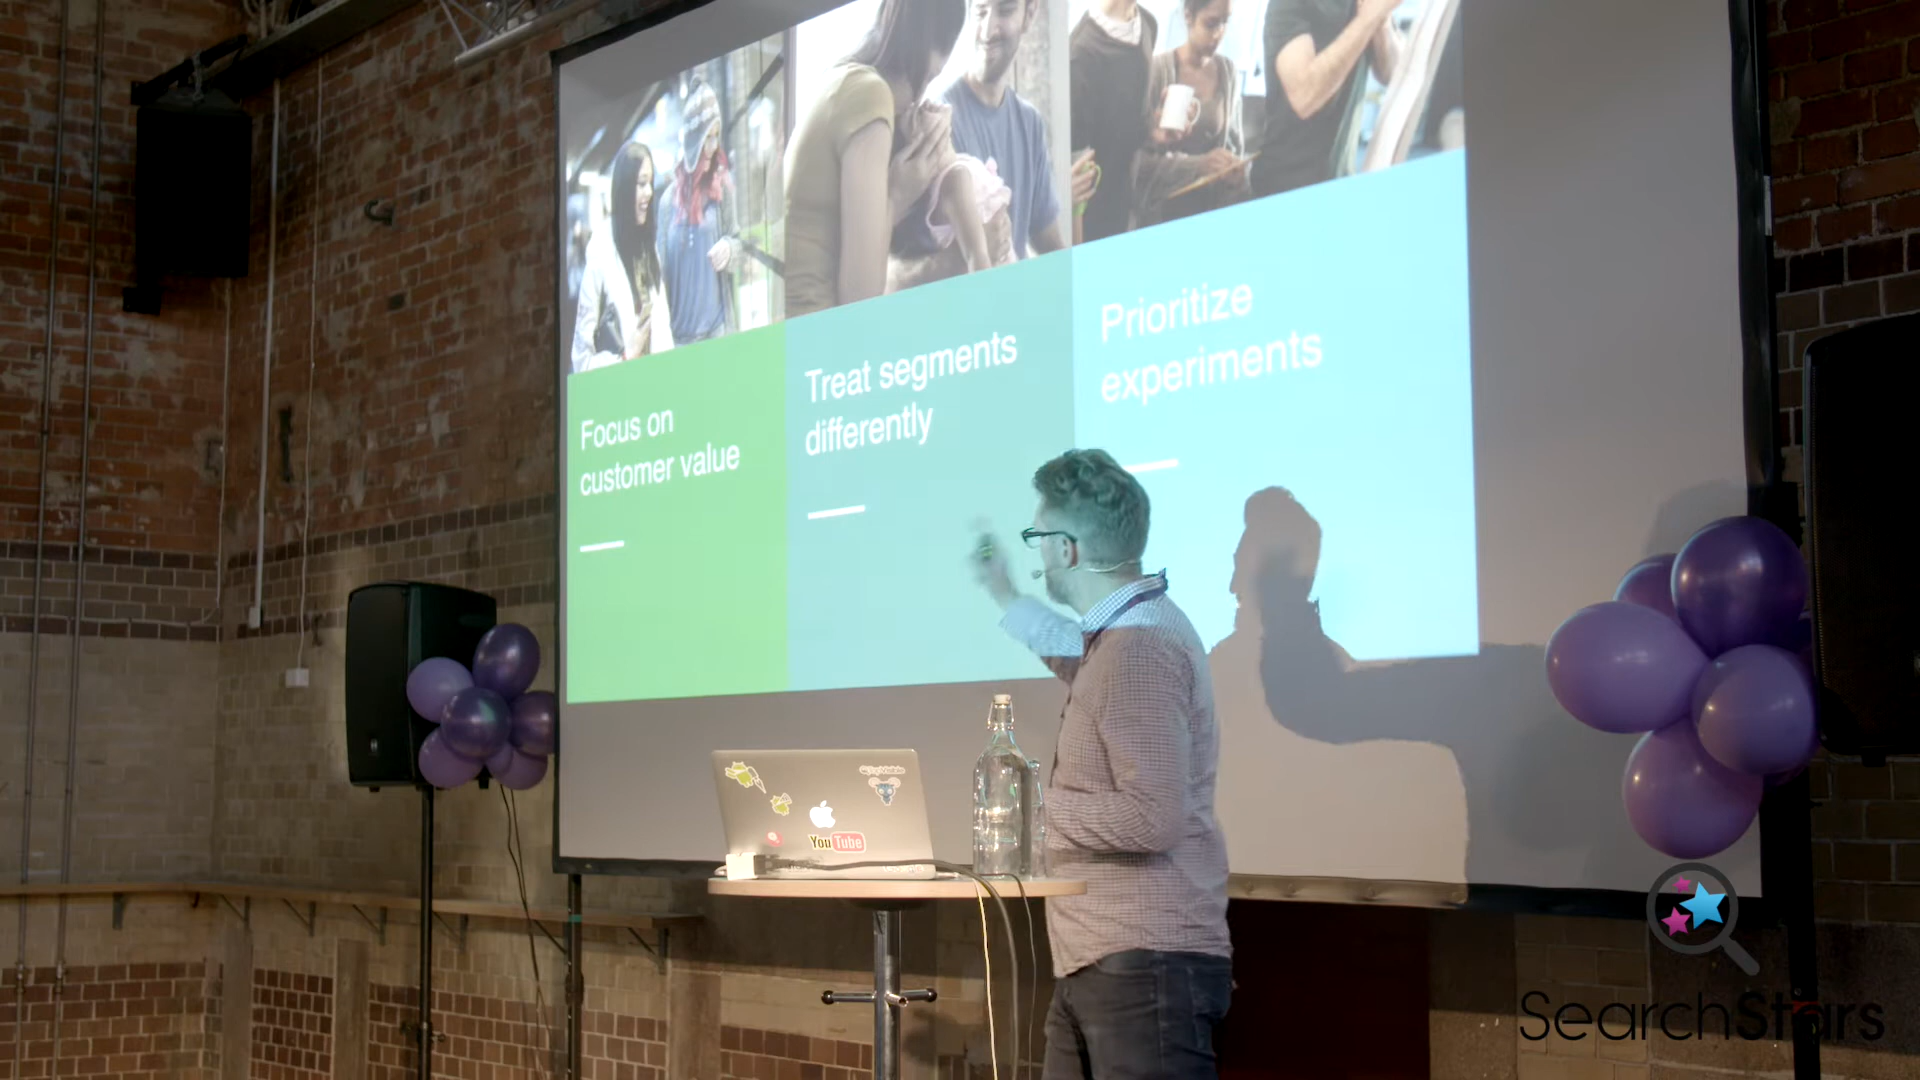 Focus on
customer value
Treat segments
differently
Prioritize
experiments
YouTube
SearchStars